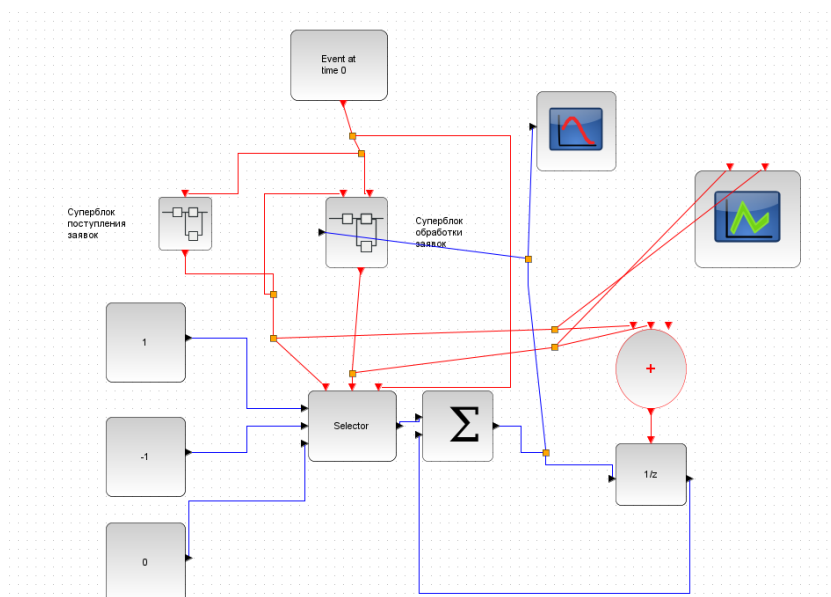 Event at
time 0
Суперблок
поступления
заявок
Суперблок
обработки
заявок
1
+
Selector
Σ
-1
1/z
0